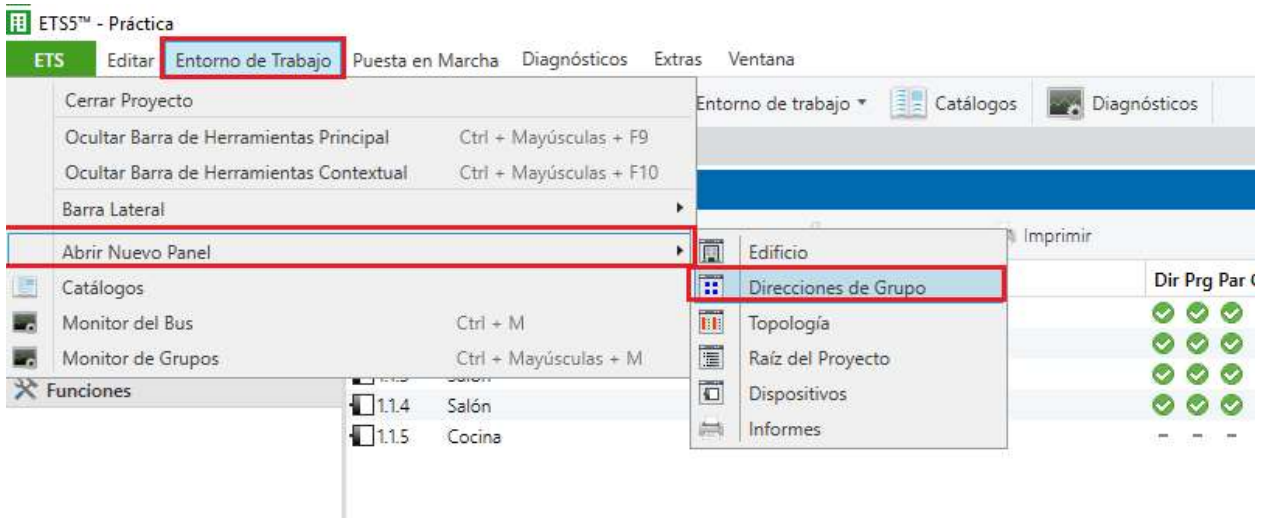 ETS5™ - Práctica
ETS Editar Entorno de Trabajo Puesta en Marcha Diagnósticos Extras Ventana
Cerrar Proyecto
Entorno de trabajo Catálogos Diagnósticos
Ocultar Barra de Herramientas Principal Ctrl + Mayúsculas + F9
Ocultar Barra de Herramientas Contextual Ctrl + Mayúsculas + F10
Barra Lateral
Abrir Nuevo Panel
Imprimir
Edificio
Catálogos
Direcciones de Grupo
Dir Prg Par
Monitor del Bus Ctrl + M
Topología
Monitor de Grupos Ctrl + Mayúsculas + M
Raíz del Proyecto
Funciones
Dispositivos
1.1.4 Salón
Informes
1.1.5 Cocina - - -